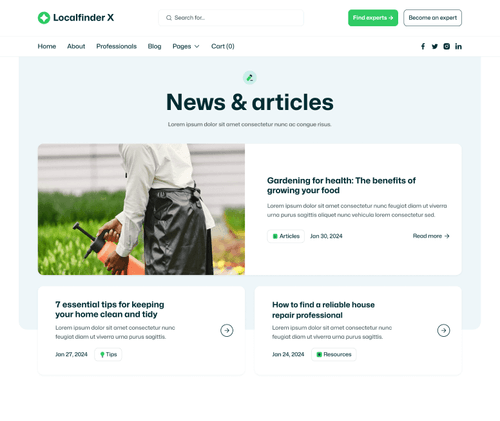 Localfinder X
Search for...
Find experts →
Become an expert
Home
About
Professionals
Blog
Pages
Cart (0)
News & articles
Lorem ipsum dolor sit amet consectetur nunc ac congue risus.
Gardening for health: The benefits of
growing your food
Lorem ipsum dolor sit amet consectetur nunc feugiat diam ut viverra
urna purus sagittis aliquet nunc vehicula lorem consectetur sed.
Articles
Jan 30, 2024
Read more →
7 essential tips for keeping
your home clean and tidy
Lorem ipsum dolor sit amet consectetur nunc
feugiat diam ut viverra urna purus sagittis.
Jan 27, 2024
Tips
How to find a reliable house
repair professional
Lorem ipsum dolor sit amet consectetur nunc
feugiat diam ut viverra urna purus sagittis.
Jan 24, 2024
Resources